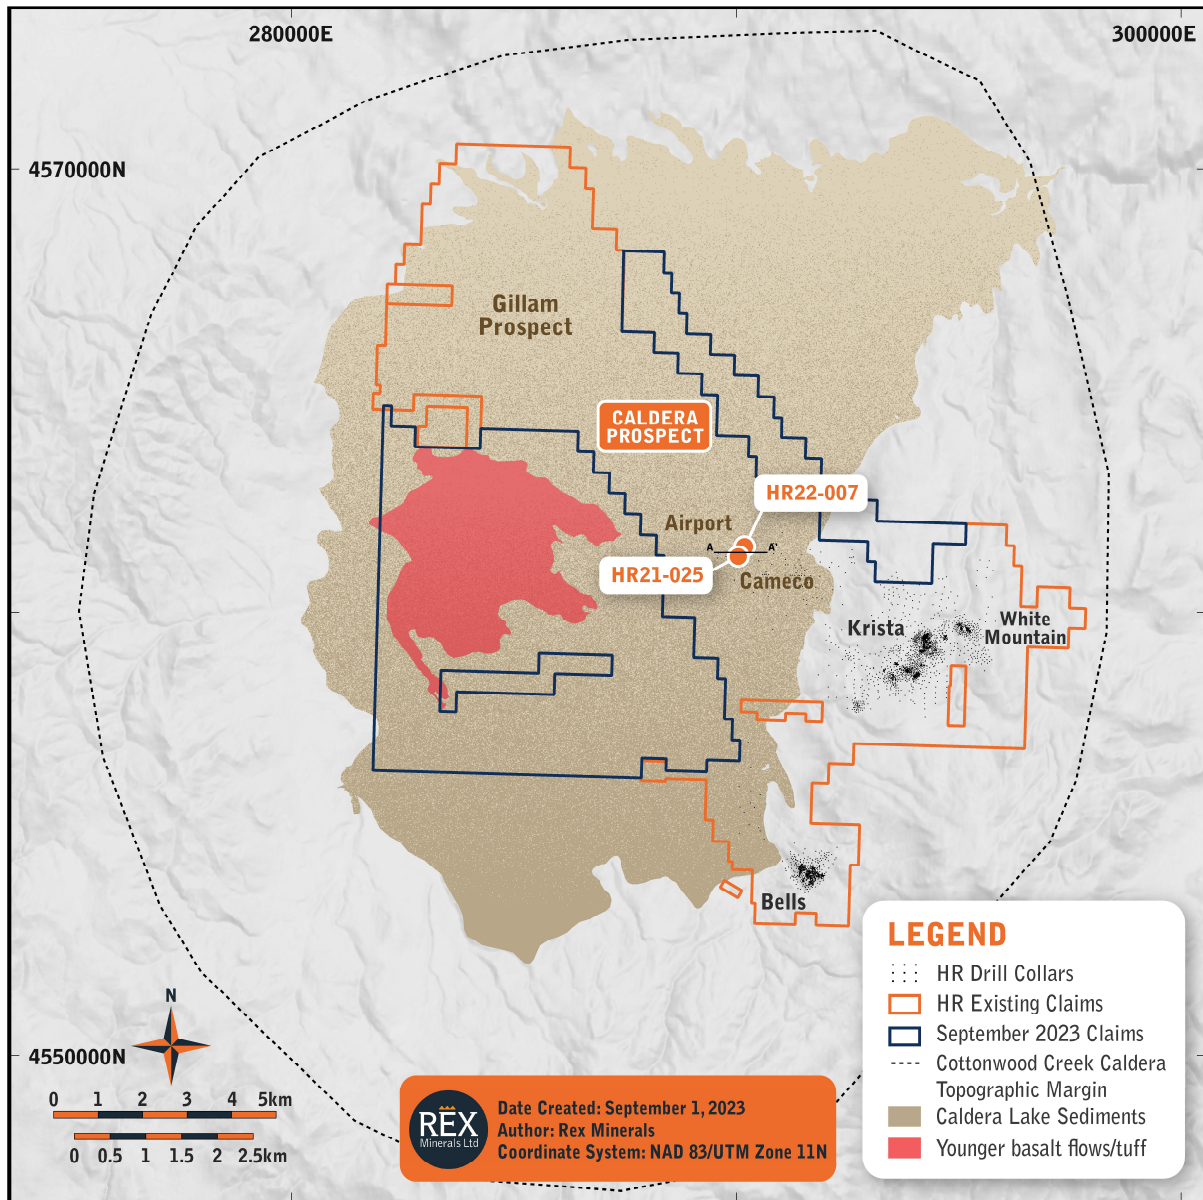 280000E
300000E
4570000N
Gillam
Prospect
CALDERA
PROSPECT
HR22-007
Airport
A
A'
HR21-025
Cameco
Krista
White
Mountain
Bells
LEGEND
HR Drill Collars
HR Existing Claims
September 2023 Claims
Cottonwood Creek Caldera
Topographic Margin
Caldera Lake Sediments
Younger basalt flows/tuff
N
4550000N
0 1 2 3 4 5km
0 0.5 1 1.5 2 2.5km
REX
Minerals Ltd
Date Created: September 1, 2023
Author: Rex Minerals
Coordinate System: NAD 83/UTM Zone 11N